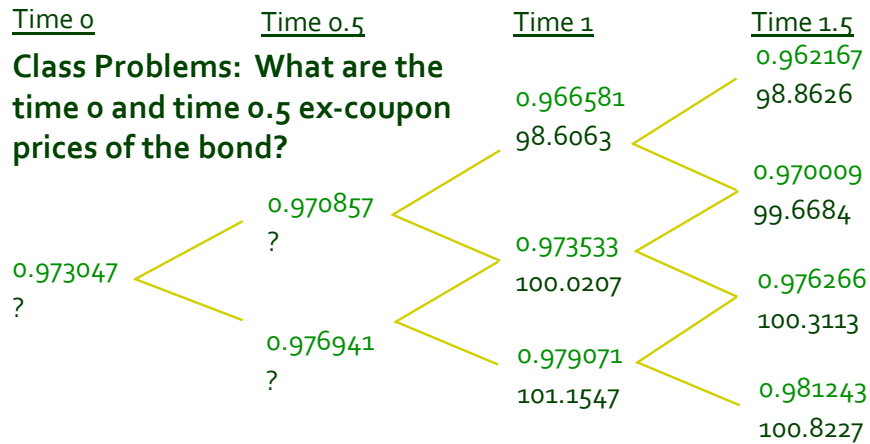 Time 0
Time 0.5
Time 1
Time 1.5
Class Problems: What are the
time 0 and time 0.5 ex-coupon
prices of the bond?
0.973047
?
0.970857
?
0.976941
?
0.966581
98.6063
0.973533
100.0207
0.979071
101.1547
0.962167
98.8626
0.970009
99.6684
0.976266
100.3113
0.981243
100.8227